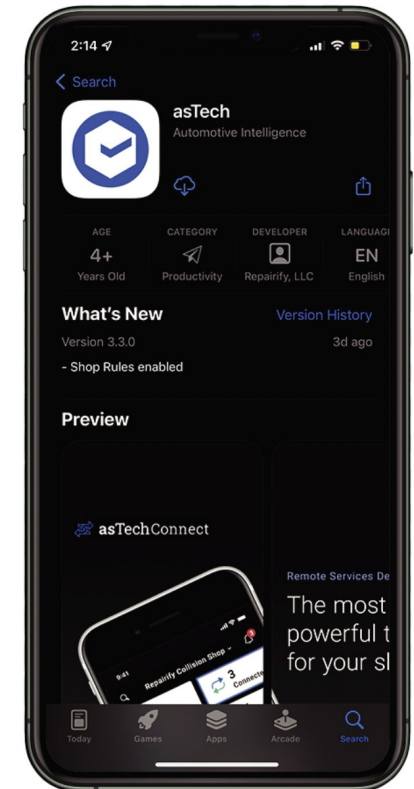 2:14
Search
asTech
Automotive Intelligence
AGE
4+
Years Old
CATEGORY
Productivity
DEVELOPER
Repairify, LLC
LANGUAG
EN
English
What's New
Version History
Version 3.3.0
3d ago
- Shop Rules enabled
Preview
asTechConnect
9:41
Repairify Collision Shop
3
Connecte
Remote Services De
The most
powerful t
for your sl
Today
Games
Apps
Arcade
Search